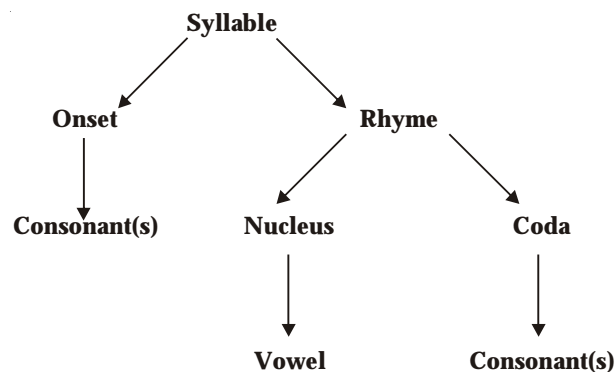 Syllable
Onset Rhyme
Consonant(s) Nucleus Coda
Vowel Consonant(s)